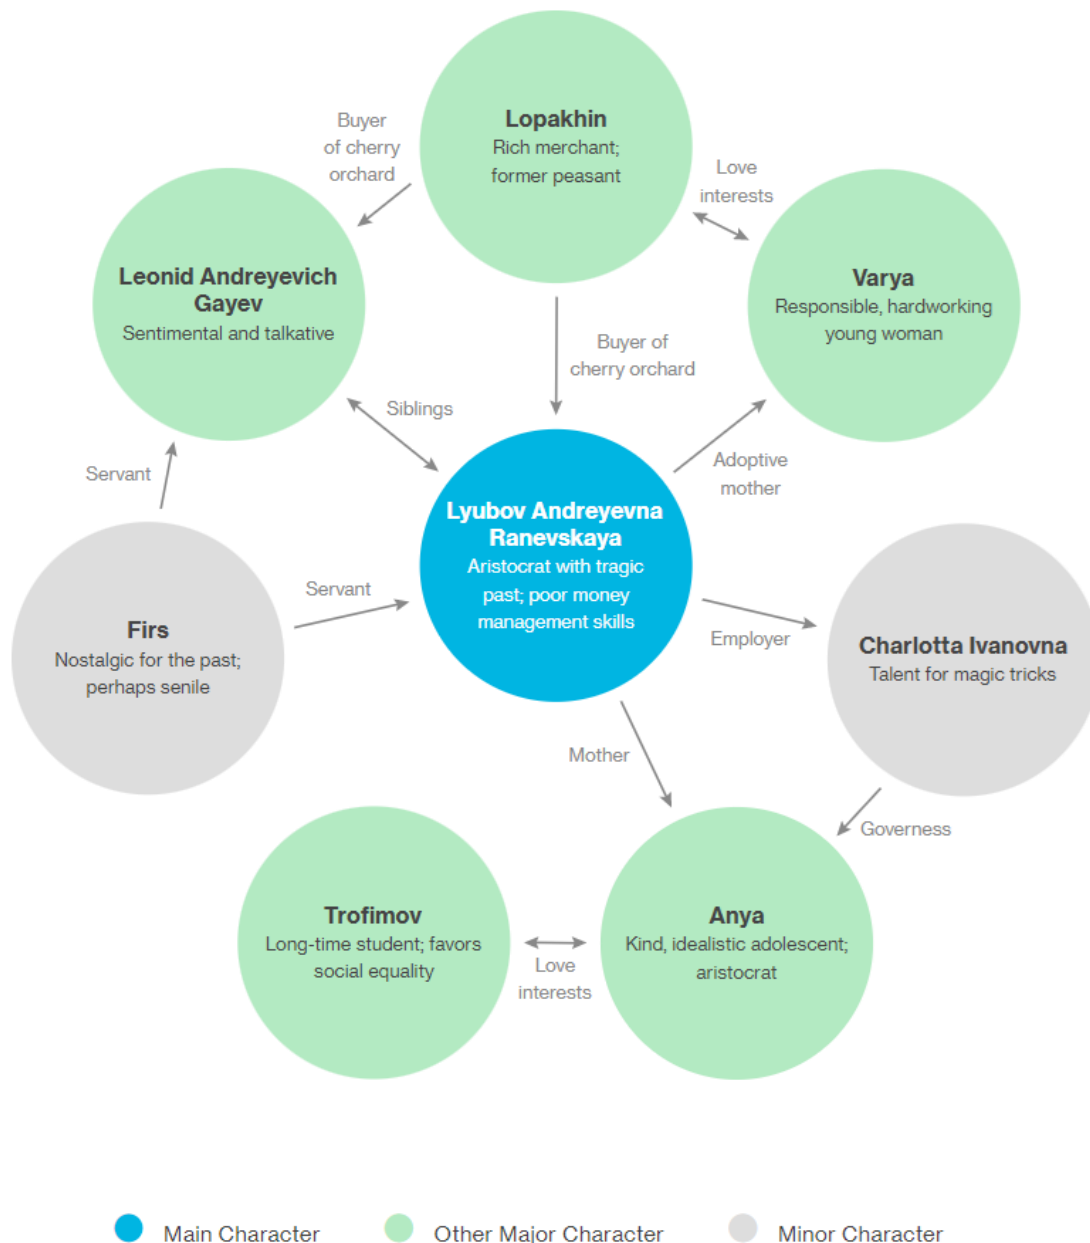 Lopakhin
Rich merchant;
former peasant
Buyer
of cherry
orchard
Love
interests
Leonid Andreyevich
Gayev
Sentimental and talkative
Varya
Responsible, hardworking
young woman
Buyer of
cherry orchard
Siblings
Adoptive
mother
Servant
Lyubov Andreyevna
Ranevskaya
Aristocrat with tragic
past; poor money
management skills
Servant
Firs
Nostalgic for the past;
perhaps senile
Employer
Charlotta Ivanovna
Talent for magic tricks
Mother
Governess
Trofimov
Long-time student; favors
social equality
Love
interests
Anya
Kind, idealistic adolescent;
aristocrat
Main Character
Other Major Character
Minor Character